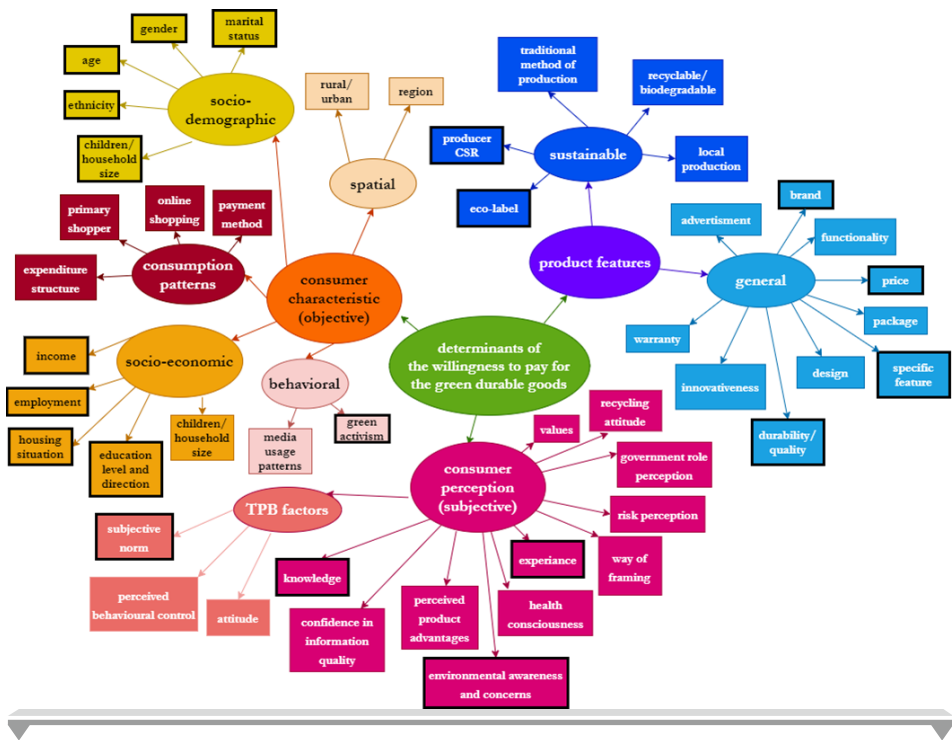 gender
marital
status
age
ethnicity
children/
household
size
socio-
demographic
rural/
urban
region
spatial
traditional
method of
production
recyclable/
biodegradable
producer
CSR
sustainable
local
production
eco-label
primary
shopper
online
shopping
payment
method
expenditure
structure
consumption
patterns
consumer
characteristic
(objective)
product features
brand
advertisment
functionality
general
price
package
warranty
innovativeness
design
specific
feature
durability/
quality
income
socio-economic
employment
housing
situation
education
level and
direction
children/
household
size
behavioral
media
usage
patterns
green
activism
determinants of
the willingness to pay for
the green durable goods
values
recycling
attitude
consumer
perception
(subjective)
government role
perception
risk perception
way of
framing
experiance
health
consciousness
TPB factors
subjective
norm
perceived
behavioural control
attitude
knowledge
confidence in
information
quality
perceived
product
advantages
environmental awareness
and concerns